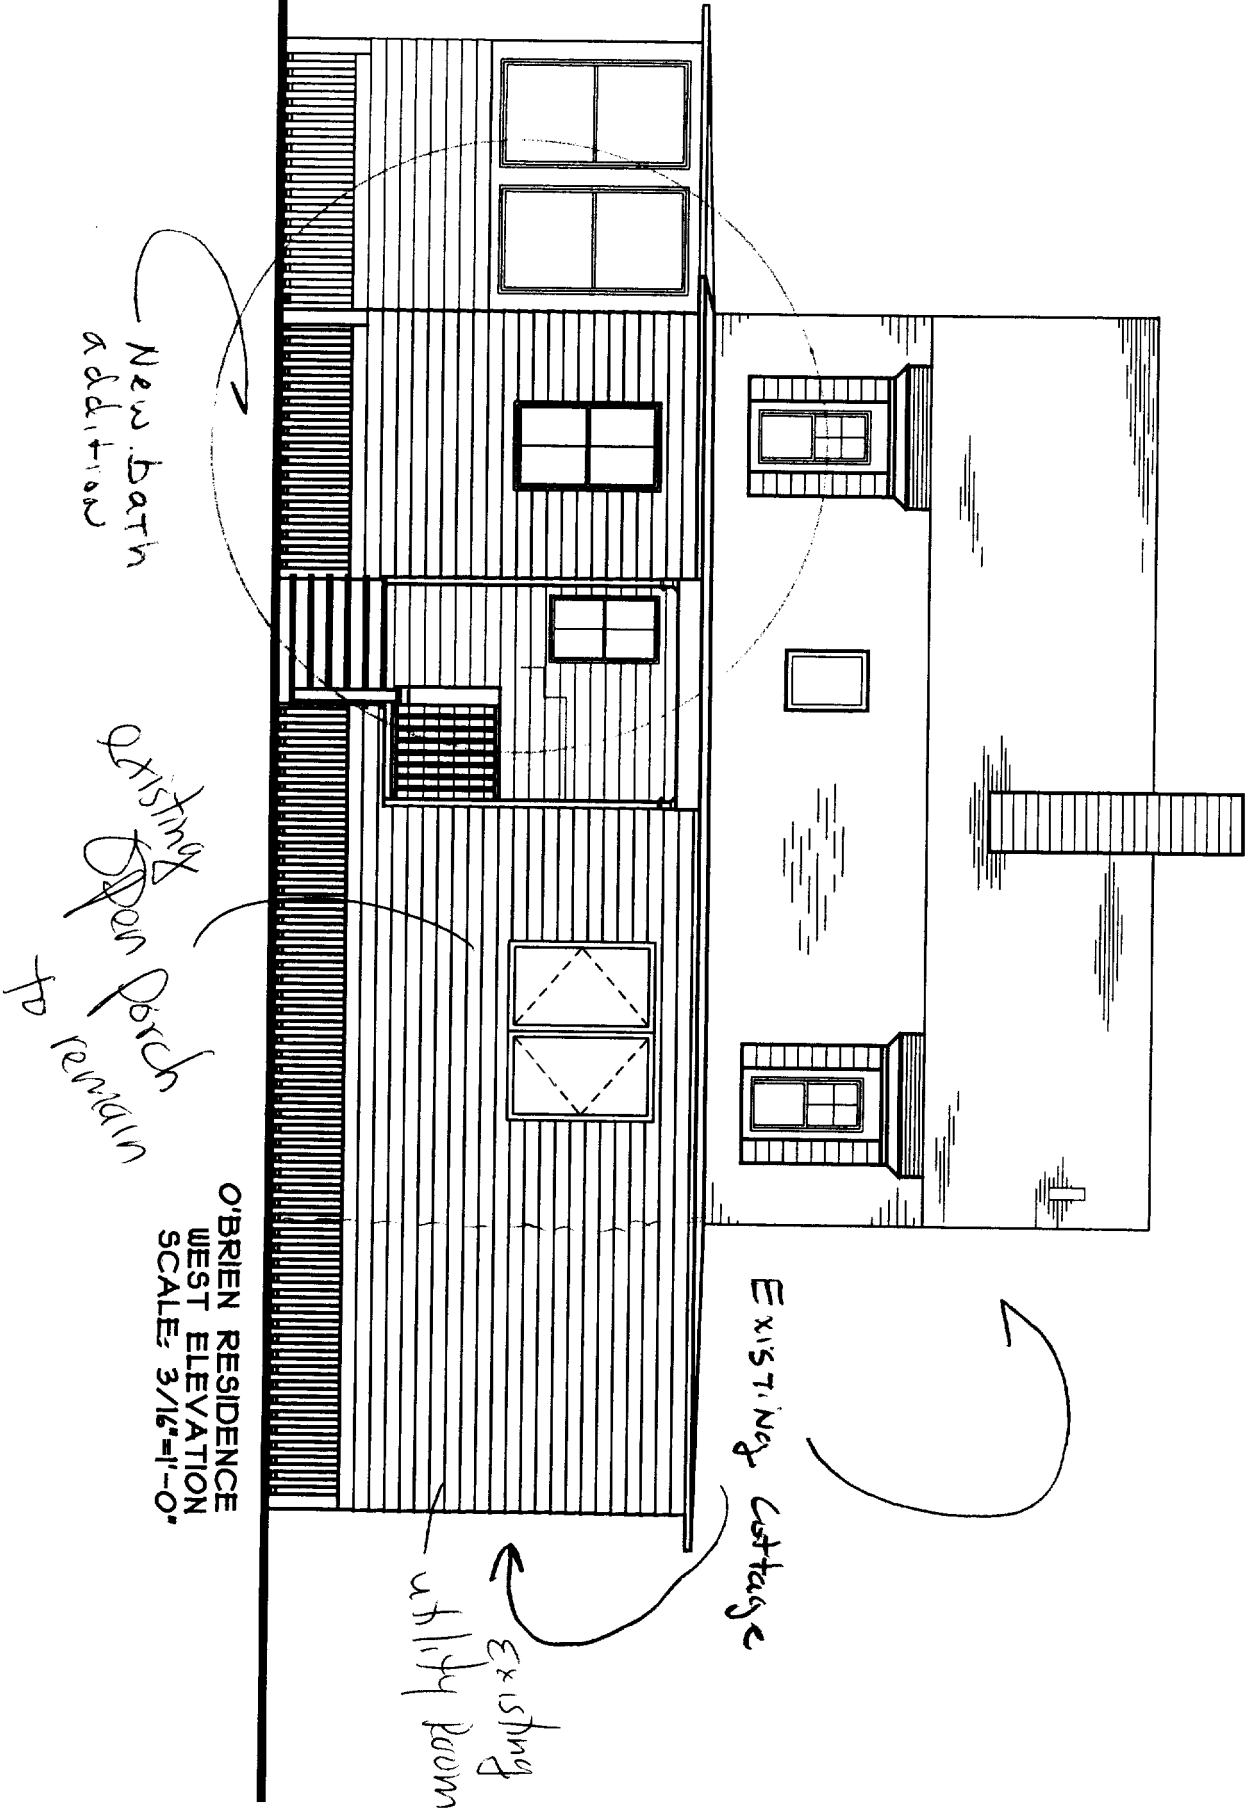 Existing Cottage
Existing
utility Room
New bath
addition
existing
open porch
to remain
O'BRIEN RESIDENCE
WEST ELEVATION
SCALE: 3/16"=1'-0"